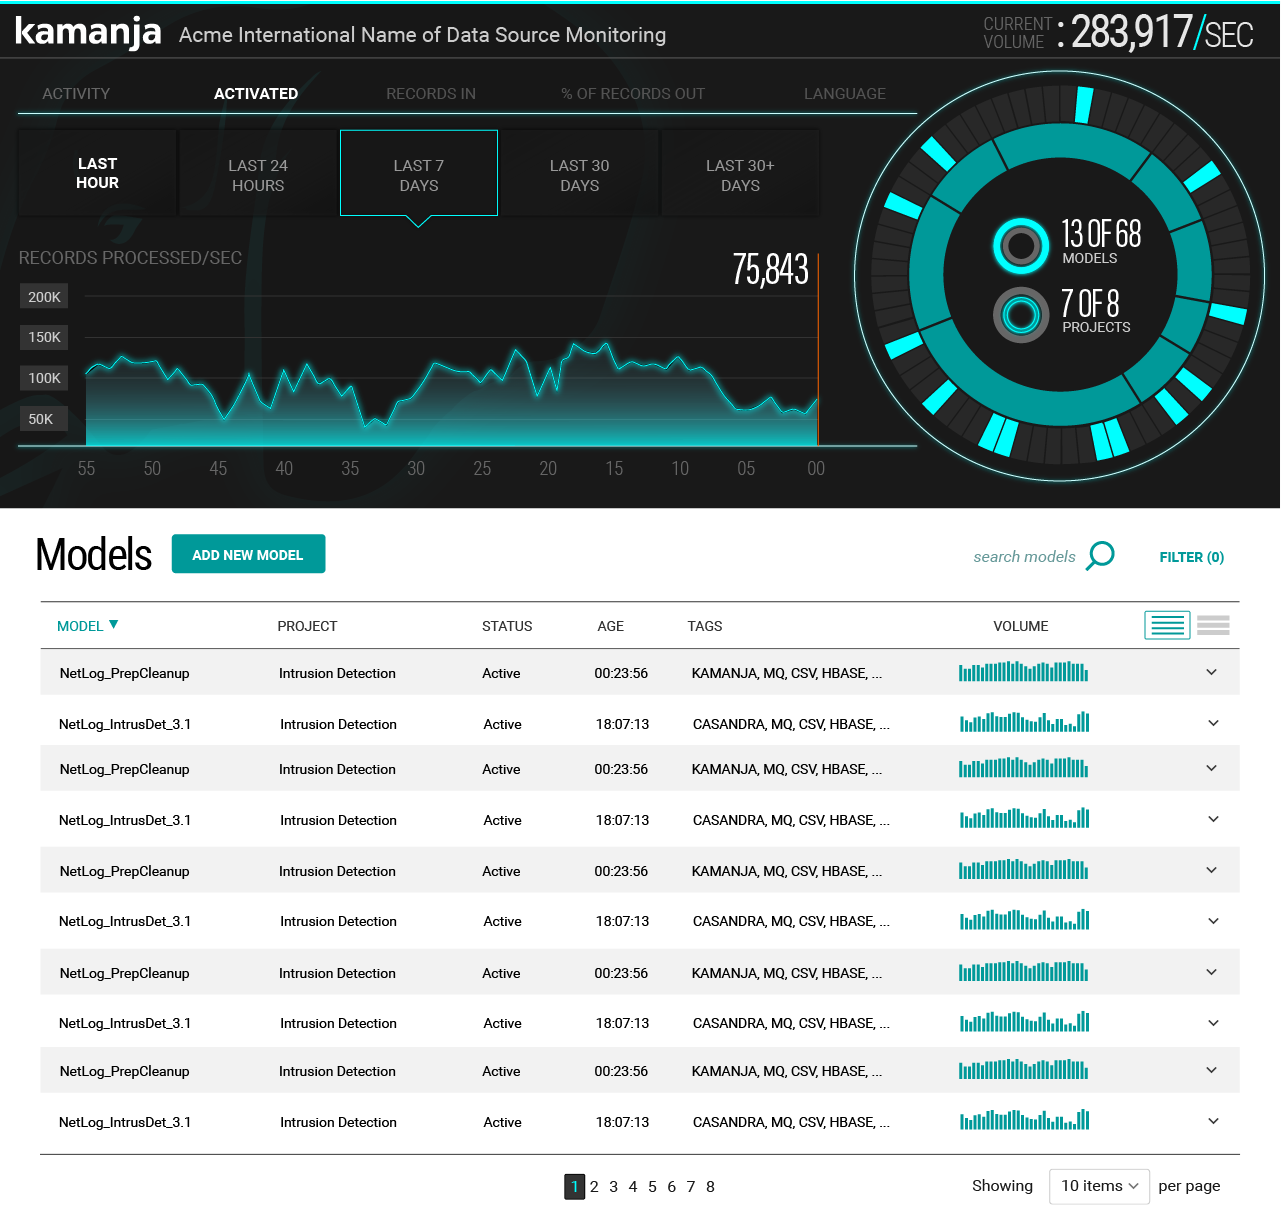 kamanja Acme International Name of Data Source Monitoring
CURRENT VOLUME : 283,917/SEC
ACTIVITY ACTIVATED RECORDS IN % OF RECORDS OUT LANGUAGE
LAST HOUR
LAST 24 HOURS
LAST 7 DAYS
LAST 30 DAYS
LAST 30+ DAYS
13 OF 68
MODELS
7 OF 8
PROJECTS
RECORDS PROCESSED/SEC
75,843
200K
150K
100K
50K
55 50 45 40 35 30 25 20 15 10 05 00
Models ADD NEW MODEL search models FILTER (0)
MODEL ▼ PROJECT STATUS AGE TAGS VOLUME
NetLog_PrepCleanup Intrusion Detection Active 00:23:56 KAMANJA, MQ, CSV, HBASE, ...
NetLog_IntrusDet_3.1 Intrusion Detection Active 18:07:13 CASANDRA, MQ, CSV, HBASE, ...
NetLog_PrepCleanup Intrusion Detection Active 00:23:56 KAMANJA, MQ, CSV, HBASE, ...
NetLog_IntrusDet_3.1 Intrusion Detection Active 18:07:13 CASANDRA, MQ, CSV, HBASE, ...
NetLog_PrepCleanup Intrusion Detection Active 00:23:56 KAMANJA, MQ, CSV, HBASE, ...
NetLog_IntrusDet_3.1 Intrusion Detection Active 18:07:13 CASANDRA, MQ, CSV, HBASE, ...
NetLog_PrepCleanup Intrusion Detection Active 00:23:56 KAMANJA, MQ, CSV, HBASE, ...
NetLog_IntrusDet_3.1 Intrusion Detection Active 18:07:13 CASANDRA, MQ, CSV, HBASE, ...
NetLog_PrepCleanup Intrusion Detection Active 00:23:56 KAMANJA, MQ, CSV, HBASE, ...
NetLog_IntrusDet_3.1 Intrusion Detection Active 18:07:13 CASANDRA, MQ, CSV, HBASE, ...
1 2 3 4 5 6 7 8 Showing 10 items per page